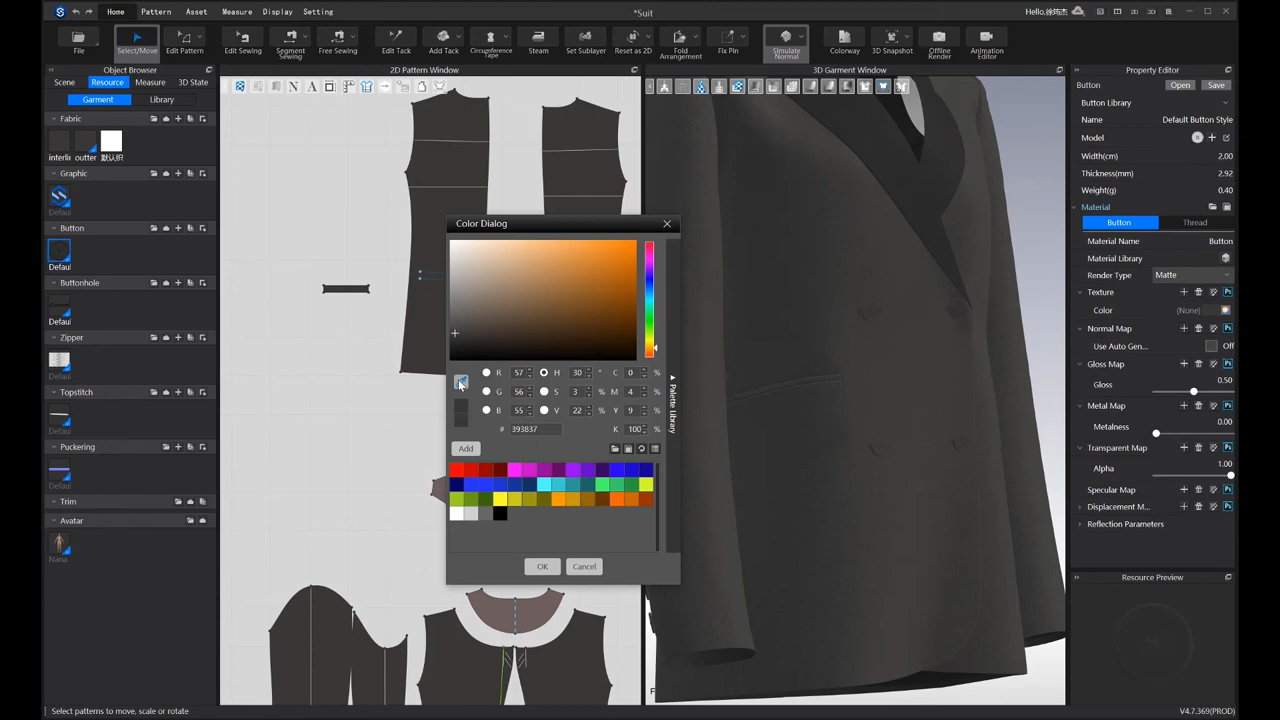 Home
Pattern
Asset
Measure
Display
Setting
*Suit
Hello,徐筠杰
File
Select/Move
Edit Pattern
Edit Sewing
Segment Sewing
Free Sewing
Edit Tack
Add Tack
Circumference Tape
Steam
Set Sublayer
Reset as 2D
Fold Arrangement
Fix Pin
Simulate Normal
Colorway
3D Snapshot
Offline Render
Animation Editor
Object Browser
2D Pattern Window
3D Garment Window
Property Editor
Scene
Resource
Measure
3D State
Garment
Library
Fabric
interlin
outter
默认织
Graphic
Defaul
Button
Defaul
Buttonhole
Defaul
Zipper
Defaul
Topstitch
Defaul
Puckering
Defaul
Trim
Avatar
Nana
Color Dialog
R 57 H 30 ° C 0 %
G 56 S 3 % M 4 %
B 55 V 22 % Y 9 %
# 393837 K 100 %
Palette Library
Add
OK
Cancel
Button
Open
Save
Button Library
Name Default Button Style
Model
Width(cm) 2.00
Thickness(mm) 2.92
Weight(g) 0.40
Material
Button
Thread
Material Name Button
Material Library
Render Type Matte
Texture
Color (None)
Normal Map
Use Auto Gen... Off
Gloss Map
Gloss 0.50
Metal Map
Metalness 0.00
Transparent Map
Alpha 1.00
Specular Map
Displacement M...
Reflection Parameters
Resource Preview
Select patterns to move, scale or rotate
V4.7.369(PROD)